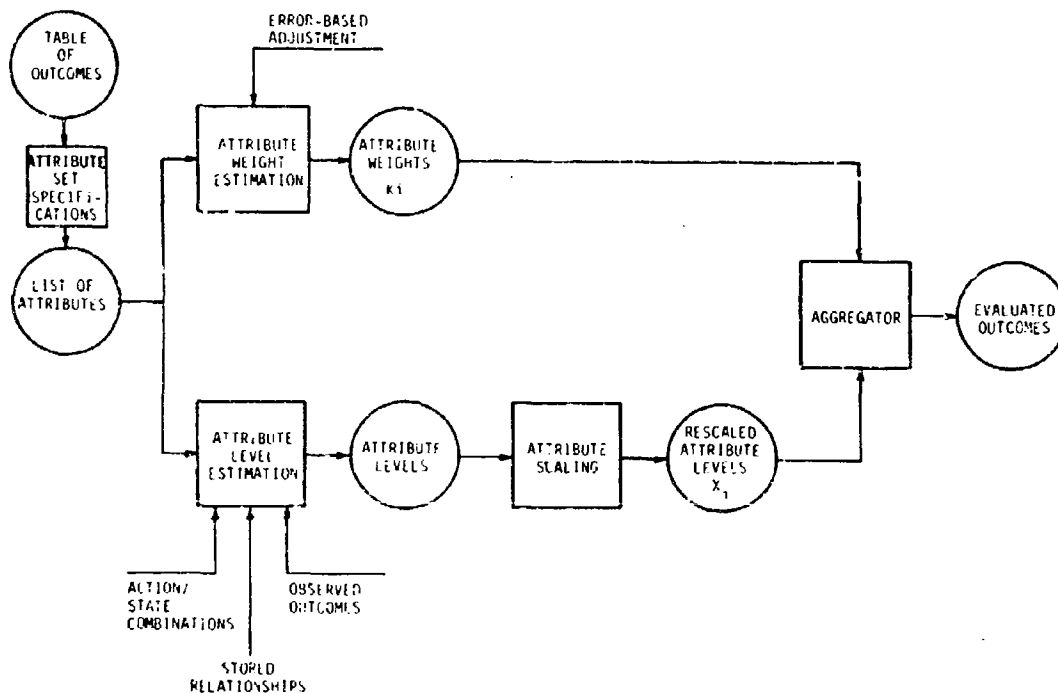 TABLE
OF
OUTCOMES
ATTRIBUTE
SET
SPECIFI-
CATIONS
LIST OF
ATTRIBUTES
ERROR-BASED
ADJUSTMENT
ATTRIBUTE
WEIGHT
ESTIMATION
ATTRIBUTE
WEIGHTS
Ki
ATTRIBUTE
LEVEL
ESTIMATION
ATTRIBUTE
LEVELS
ATTRIBUTE
SCALING
RESCALED
ATTRIBUTE
LEVELS
Xi
AGGREGATOR
EVALUATED
OUTCOMES
ACTION/
STATE
COMBINATIONS
STORED
RELATIONSHIPS
OBSERVED
OUTCOMES